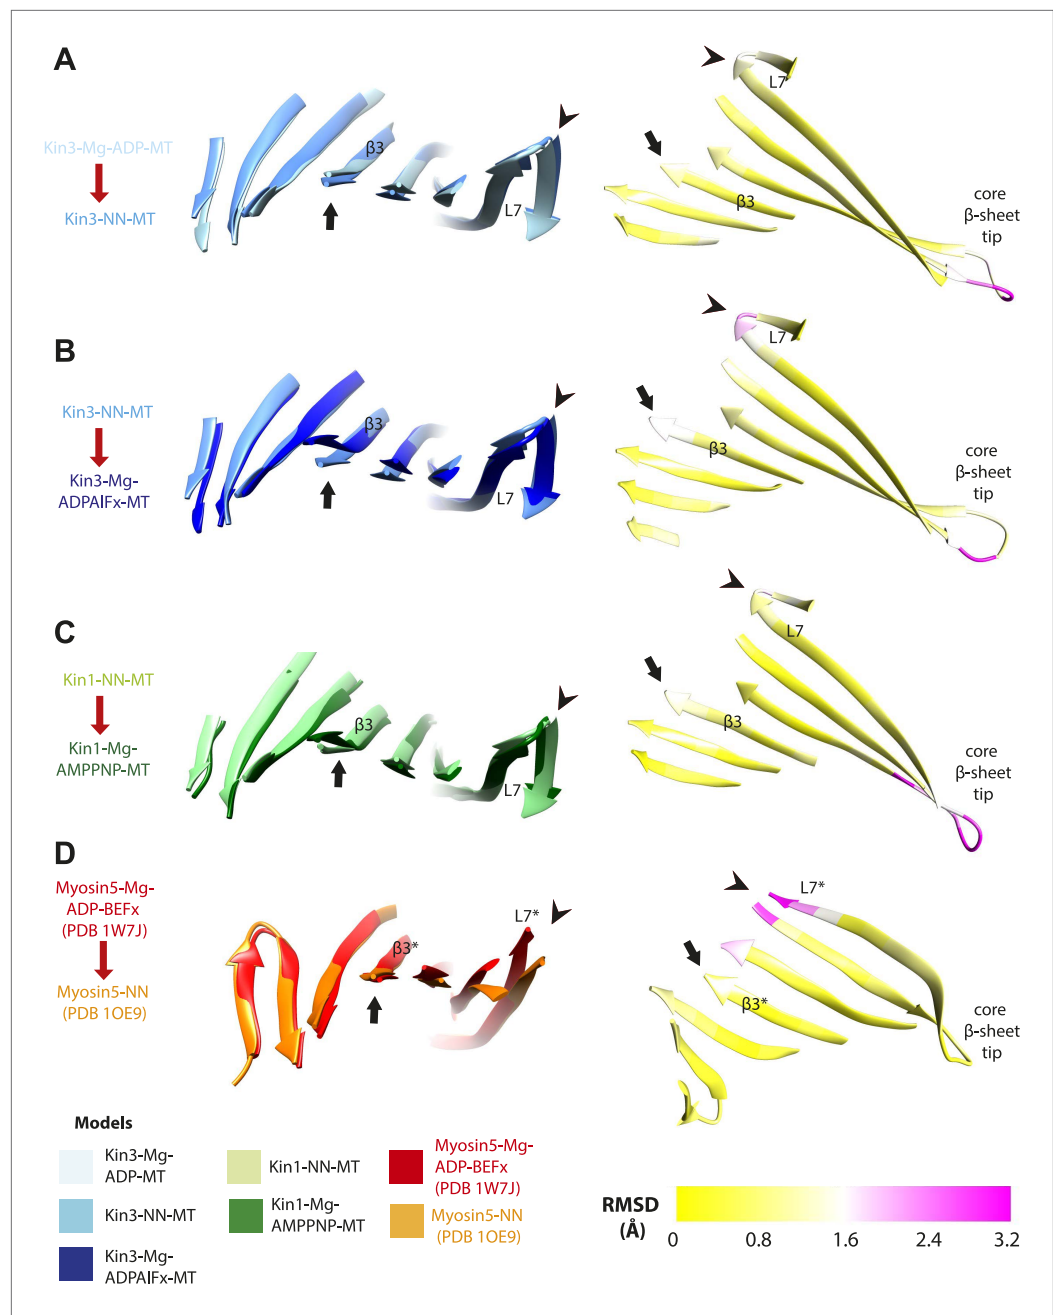 A
Kin3-Mg-ADP-MT
Kin3-NN-MT
β3
L7
L7
β3
core
β-sheet
tip
B
Kin3-NN-MT
Kin3-Mg-
ADPAlFx-MT
β3
L7
L7
β3
core
β-sheet
tip
C
Kin1-NN-MT
Kin1-Mg-
AMPPNP-MT
β3
L7
L7
β3
core
β-sheet
tip
D
Myosin5-Mg-
ADP-BEFx
(PDB 1W7J)
Myosin5-NN
(PDB 1OE9)
β3*
L7*
L7*
β3*
core
β-sheet
tip
Models
Kin3-Mg-
ADP-MT
Kin3-NN-MT
Kin3-Mg-
ADPAlFx-MT
Kin1-NN-MT
Kin1-Mg-
AMPPNP-MT
Myosin5-Mg-
ADP-BEFx
(PDB 1W7J)
Myosin5-NN
(PDB 1OE9)
RMSD
(Å)
0 0.8 1.6 2.4 3.2